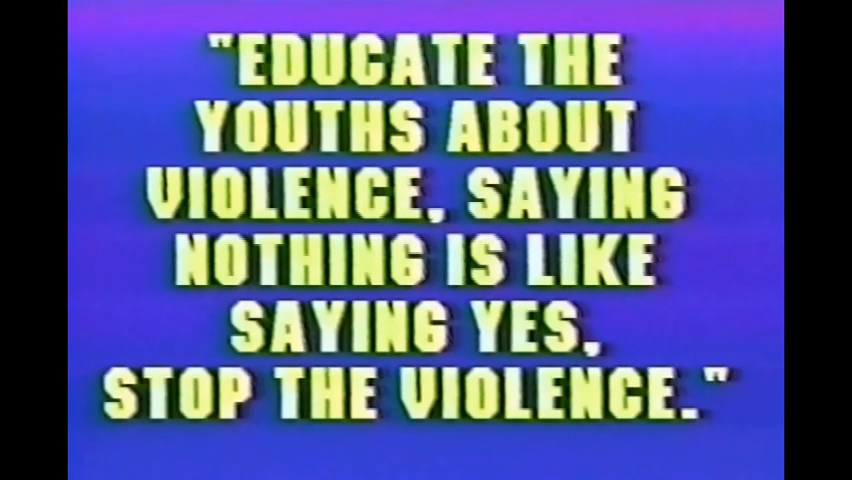 "EDUCATE THE
YOUTHS ABOUT
VIOLENCE, SAYING
NOTHING IS LIKE
SAYING YES,
STOP THE VIOLENCE."